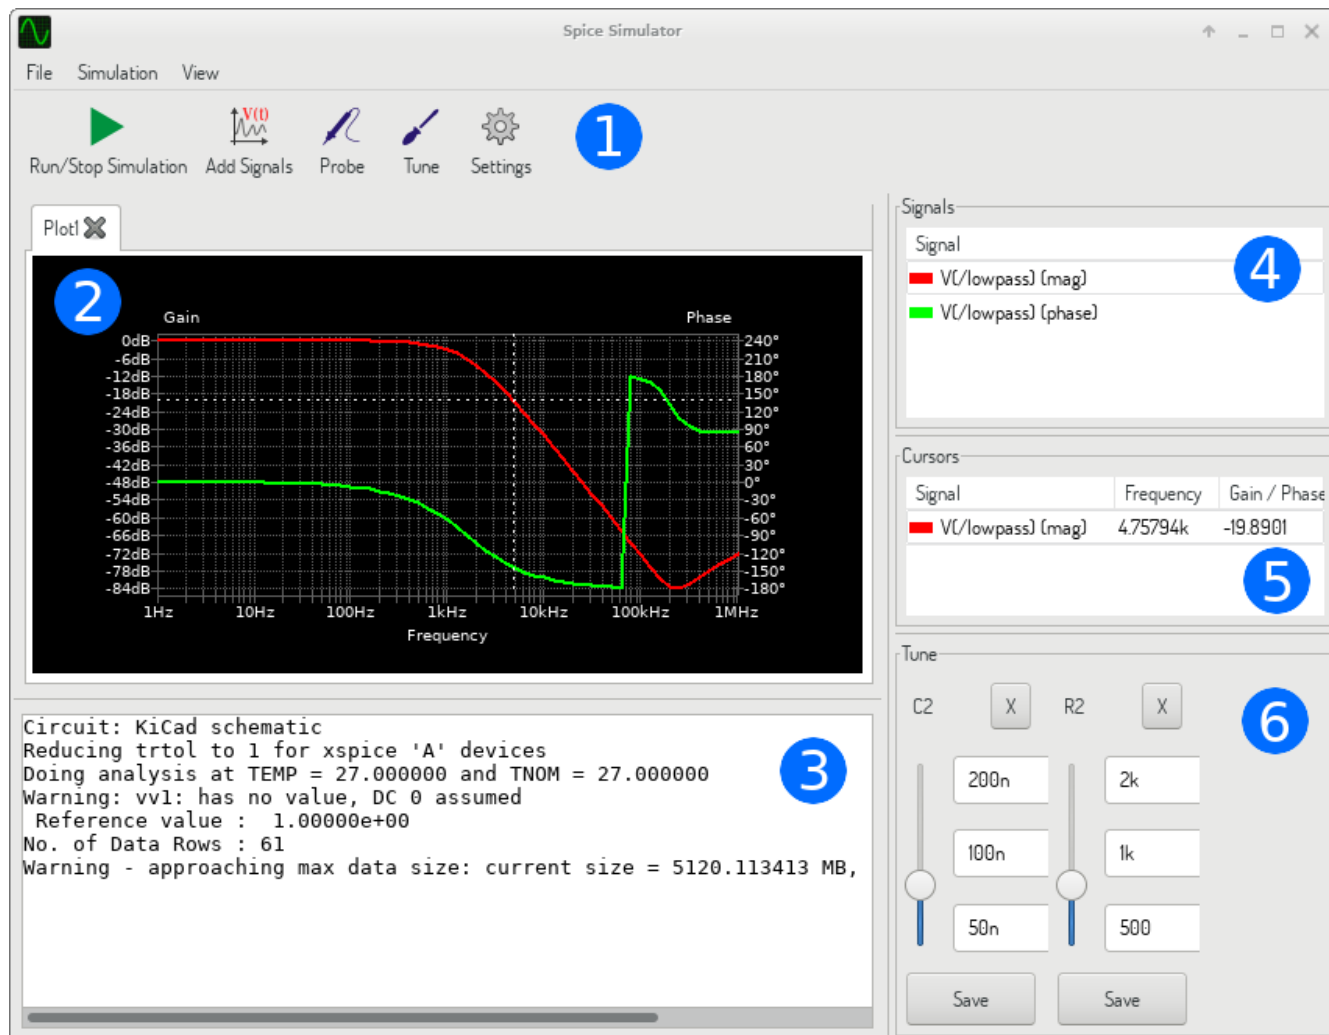 Spice Simulator
File Simulation View
V(t)
Run/Stop Simulation Add Signals Probe Tune Settings
1
Plot1
2
Gain Phase
0dB 240°
-6dB 210°
-12dB 180°
-18dB 150°
-24dB 120°
-30dB 90°
-36dB 60°
-42dB 30°
-48dB 0°
-54dB -30°
-60dB -60°
-66dB -90°
-72dB -120°
-78dB -150°
-84dB -180°
1Hz 10Hz 100Hz 1kHz 10kHz 100kHz 1MHz
Frequency
Circuit: KiCad schematic
Reducing trtol to 1 for xspice 'A' devices
Doing analysis at TEMP = 27.000000 and TNOM = 27.000000
Warning: vv1: has no value, DC 0 assumed
Reference value : 1.00000e+00
No. of Data Rows : 61
Warning - approaching max data size: current size = 5120.113413 MB,
3
Signals
Signal
4
V(/lowpass) (mag)
V(/lowpass) (phase)
Cursors
Signal Frequency Gain / Phase
V(/lowpass) (mag) 4.75794k -19.8901
5
Tune
C2 X R2 X
6
200n 2k
100n 1k
50n 500
Save Save